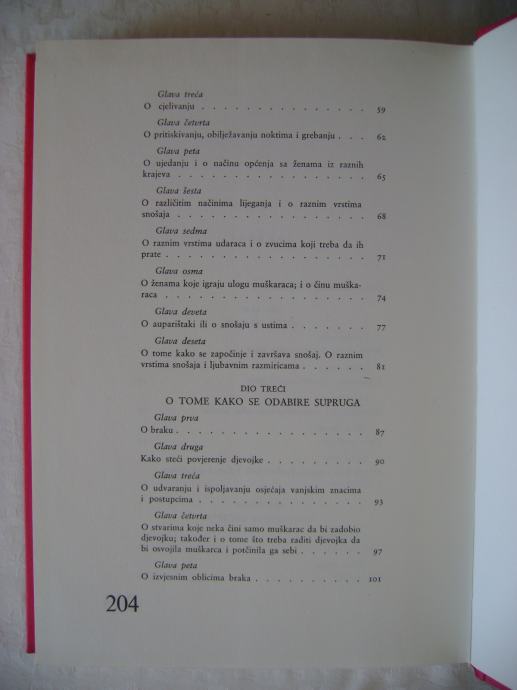 Glava treća
O cjelivanju . . . . . . . . . . . . . . . 59
Glava četvrta
O pritiskivanju, obilježavanju noktima i grebanju . . . 62
Glava peta
O ujedanju i o načinu općenja sa ženama iz raznih
krajeva . . . . . . . . . . . . . . . . . 65
Glava šesta
O različitim načinima lijeganja i o raznim vrstima
snošaja . . . . . . . . . . . . . . . . . 68
Glava sedma
O raznim vrstima udaraca i o zvucima koji treba da ih
prate . . . . . . . . . . . . . . . . . . 71
Glava osma
O ženama koje igraju ulogu muškaraca; i o činu muška-
raca . . . . . . . . . . . . . . . . . . 74
Glava deveta
O auparištaki ili o snošaju s ustima . . . . . . . 77
Glava deseta
O tome kako se započinje i završava snošaj. O raznim
vrstima snošaja i ljubavnim razmiricama . . . . . . 81
DIO TREĆI
O TOME KAKO SE ODABIRE SUPRUGA
Glava prva
O braku . . . . . . . . . . . . . . . . . 87
Glava druga
Kako steći povjerenje djevojke . . . . . . . . . 90
Glava treća
O udvaranju i ispoljavanju osjećaja vanjskim znacima
i postupcima . . . . . . . . . . . . . . . 93
Glava četvrta
O stvarima koje neka čini samo muškarac da bi zadobio
djevojku; također i o tome što treba raditi djevojka da
bi osvojila muškarca i potčinila ga sebi . . . . . . 97
Glava peta
O izvjesnim oblicima braka . . . . . . . . . . 101
204